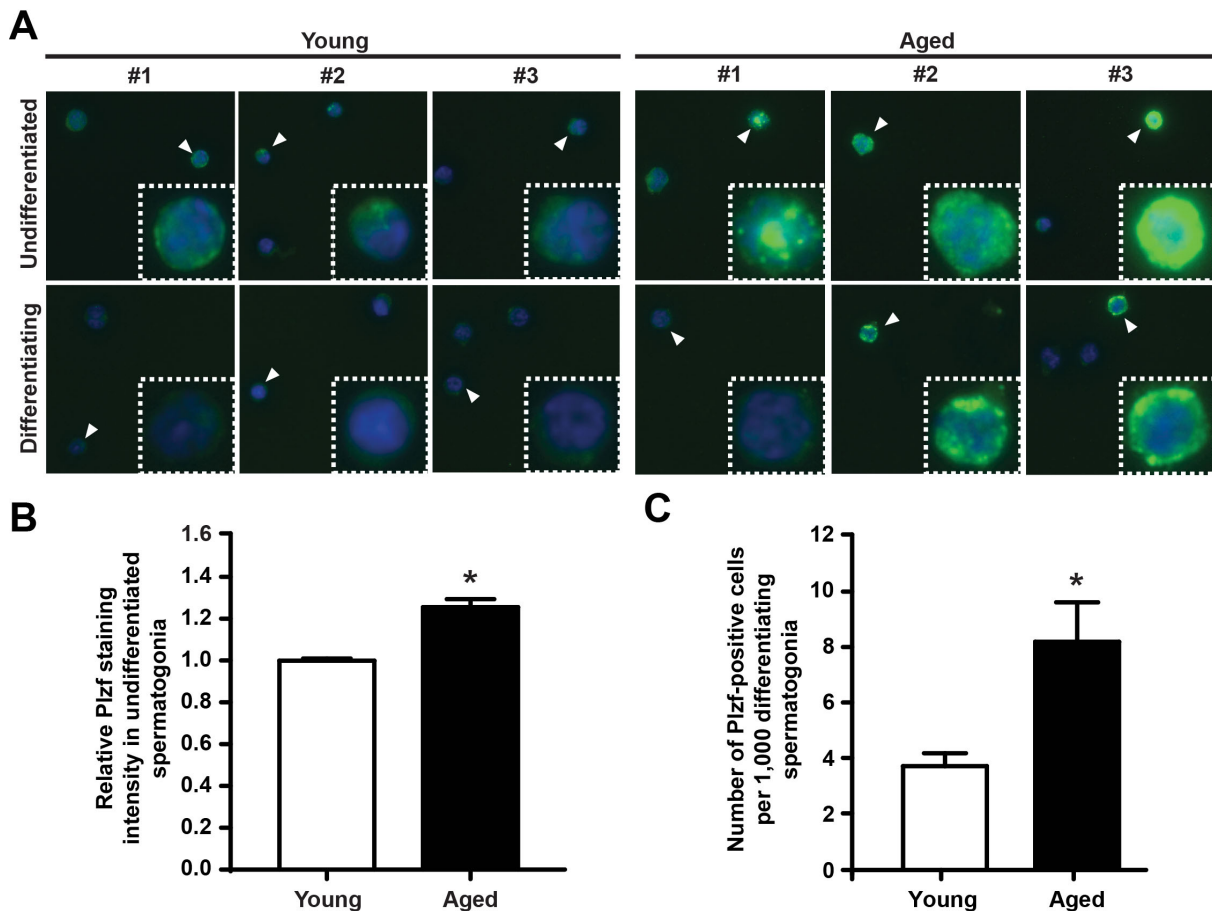 A
Young
Aged
#1
#2
#3
#1
#2
#3
Undifferentiated
Differentiating
B
Relative Plzf staining
intensity in undifferentiated
spermatogonia
1.6
1.4
1.2
1.0
0.8
0.6
0.4
0.2
0.0
*
Young
Aged
C
Number of Plzf-positive cells
per 1,000 differentiating
spermatogonia
12
10
8
6
4
2
0
*
Young
Aged